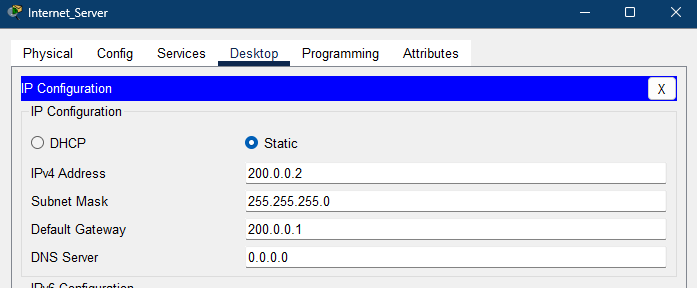 Internet_Server
Physical Config Services Desktop Programming Attributes
IP Configuration X
IP Configuration
DHCP Static
IPv4 Address 200.0.0.2
Subnet Mask 255.255.255.0
Default Gateway 200.0.0.1
DNS Server 0.0.0.0
IPv6 Configuration